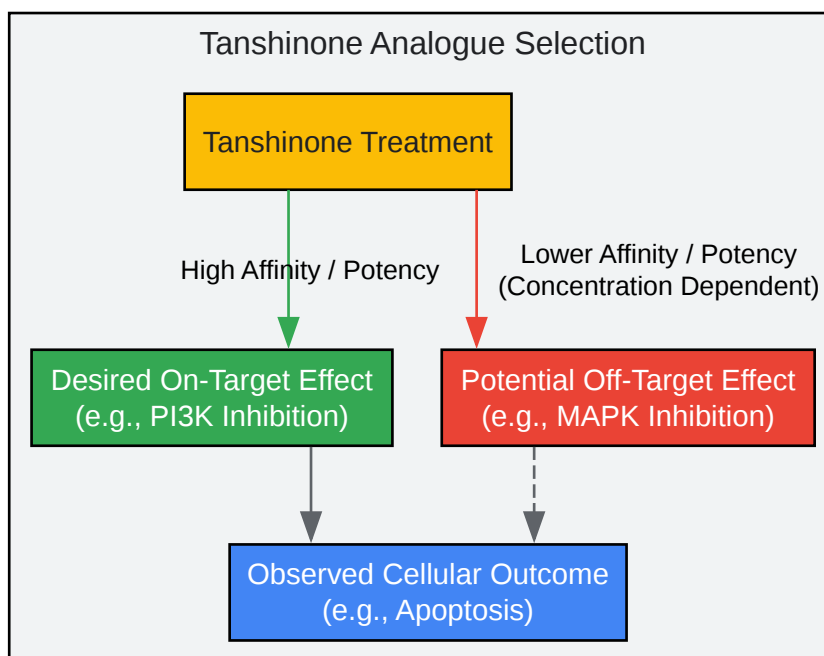 Tanshinone Analogue Selection
Tanshinone Treatment
High Affinity / Potency
Lower Affinity / Potency
(Concentration Dependent)
Desired On-Target Effect
(e.g., PI3K Inhibition)
Potential Off-Target Effect
(e.g., MAPK Inhibition)
Observed Cellular Outcome
(e.g., Apoptosis)